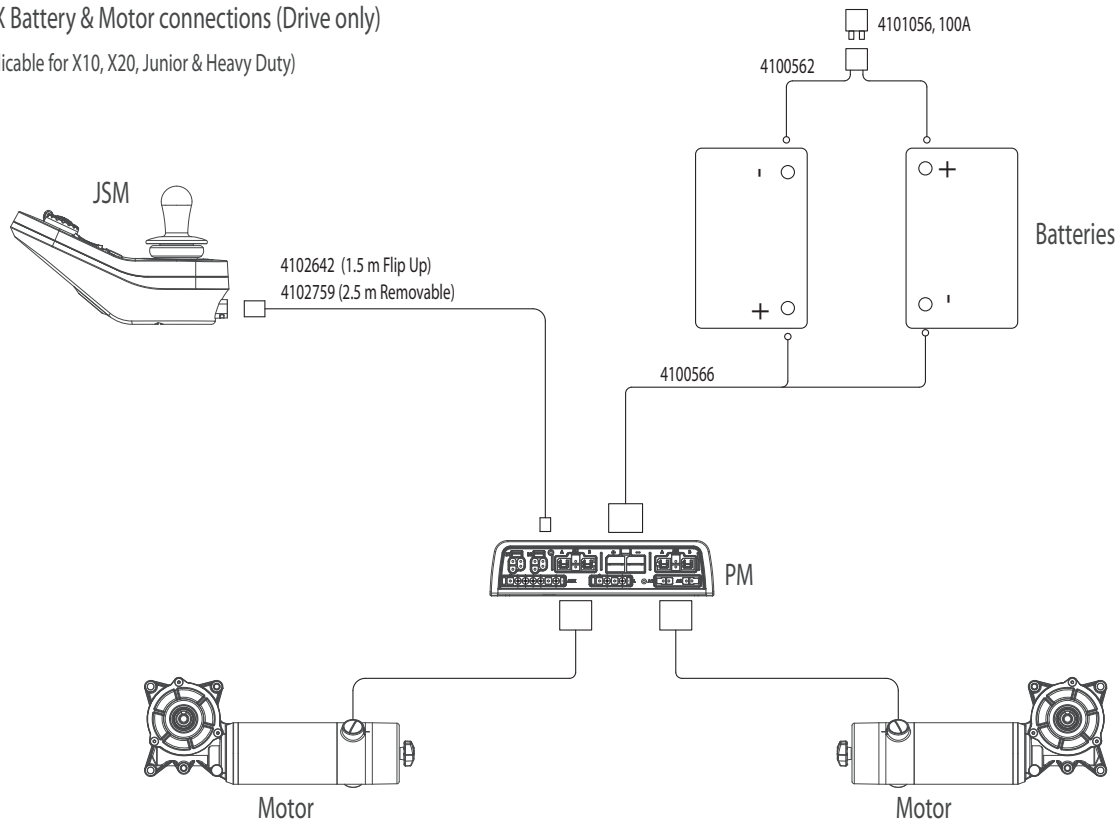 X Battery & Motor connections (Drive only)
licable for X10, X20, Junior & Heavy Duty)
4101056, 100A
4100562
JSM
- +
Batteries
4102642 (1.5 m Flip Up)
4102759 (2.5 m Removable)
+ -
4100566
PM
Motor
Motor